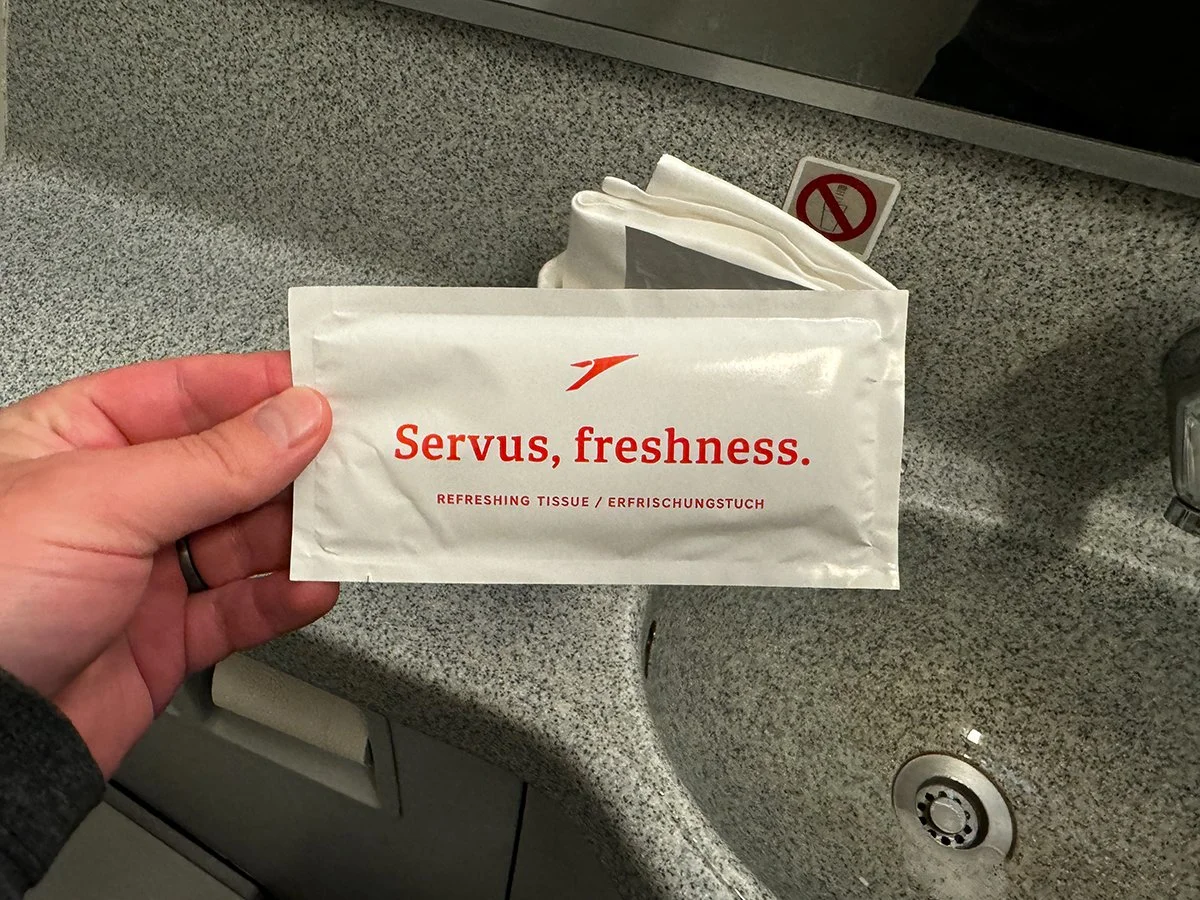 Servus, freshness.
REFRESHING TISSUE / ERFRISCHUNGSTUCH